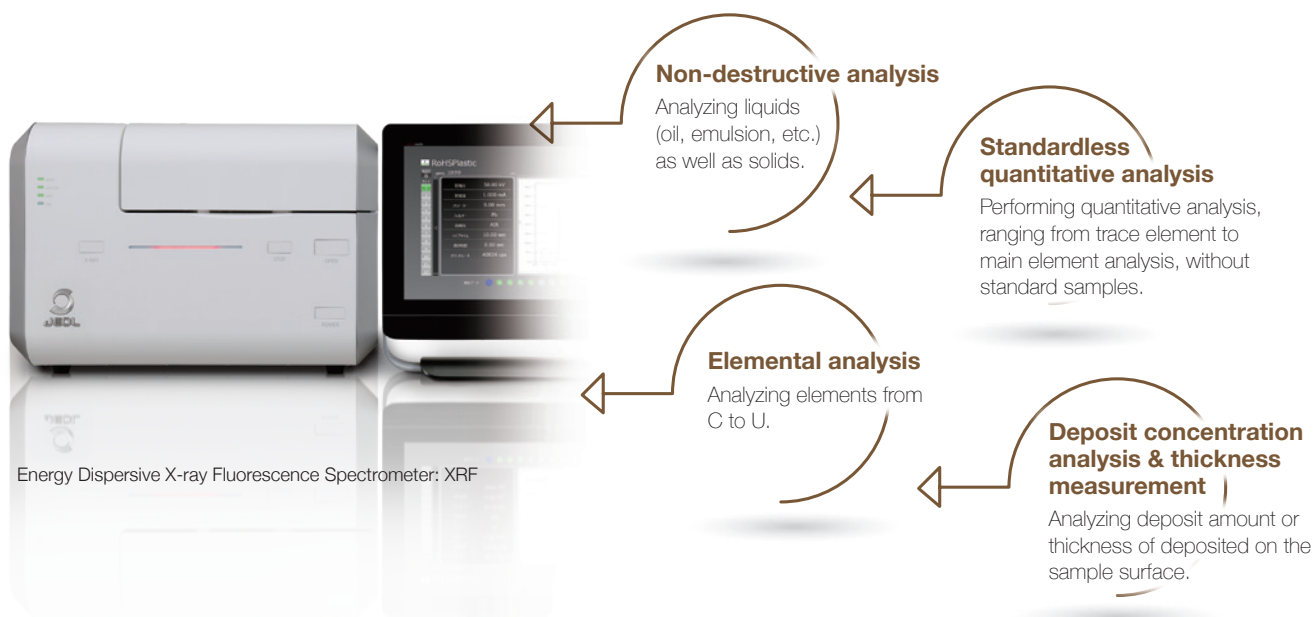 Non-destructive analysis
Analyzing liquids
(oil, emulsion, etc.)
as well as solids.
Standardless
quantitative analysis
Performing quantitative analysis,
ranging from trace element to
main element analysis, without
standard samples.
RoHSPlastic
JEOL
Elemental analysis
Analyzing elements from
C to U.
Deposit concentration
analysis & thickness
measurement
Analyzing deposit amount or
thickness of deposited on the
sample surface.
Energy Dispersive X-ray Fluorescence Spectrometer: XRF